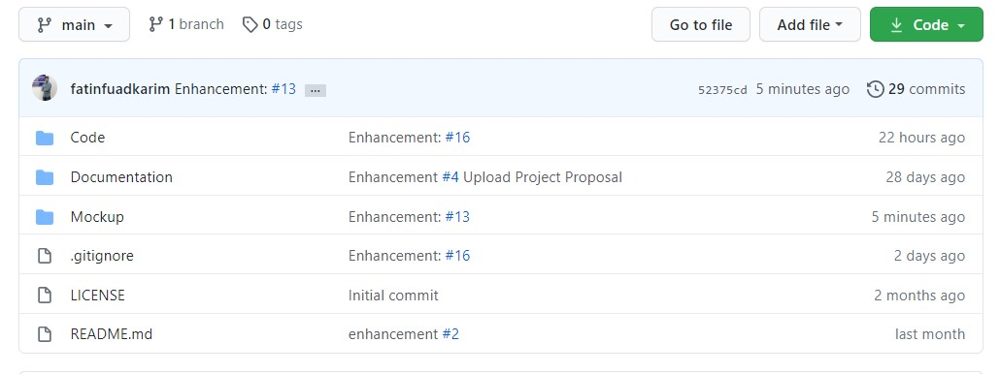 main 1 branch 0 tags Go to file Add file Code
fatinfuadkarim Enhancement: #13 ... 52375cd 5 minutes ago 29 commits
Code Enhancement: #16 22 hours ago
Documentation Enhancement #4 Upload Project Proposal 28 days ago
Mockup Enhancement: #13 5 minutes ago
.gitignore Enhancement: #16 2 days ago
LICENSE Initial commit 2 months ago
README.md enhancement #2 last month